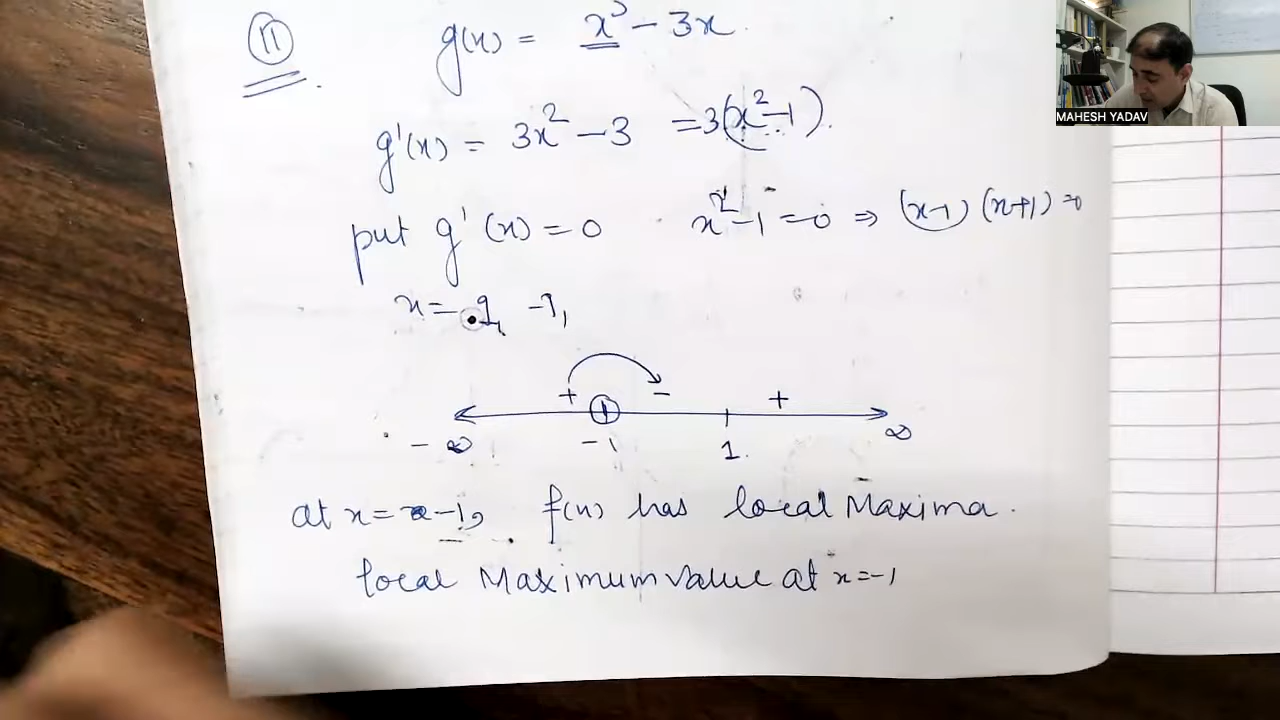 (11) g(x) = x³ - 3x.
g'(x) = 3x² - 3 = 3(x² - 1).
put g'(x) = 0 x² - 1 = 0 ⇒ (x-1) (x+1) = 0
x = 1, -1,
+ - +
-∞ -1 1. ∞
at x = -1, f(x) has local Maxima.
local Maximum value at x = -1
MAHESH YADAV